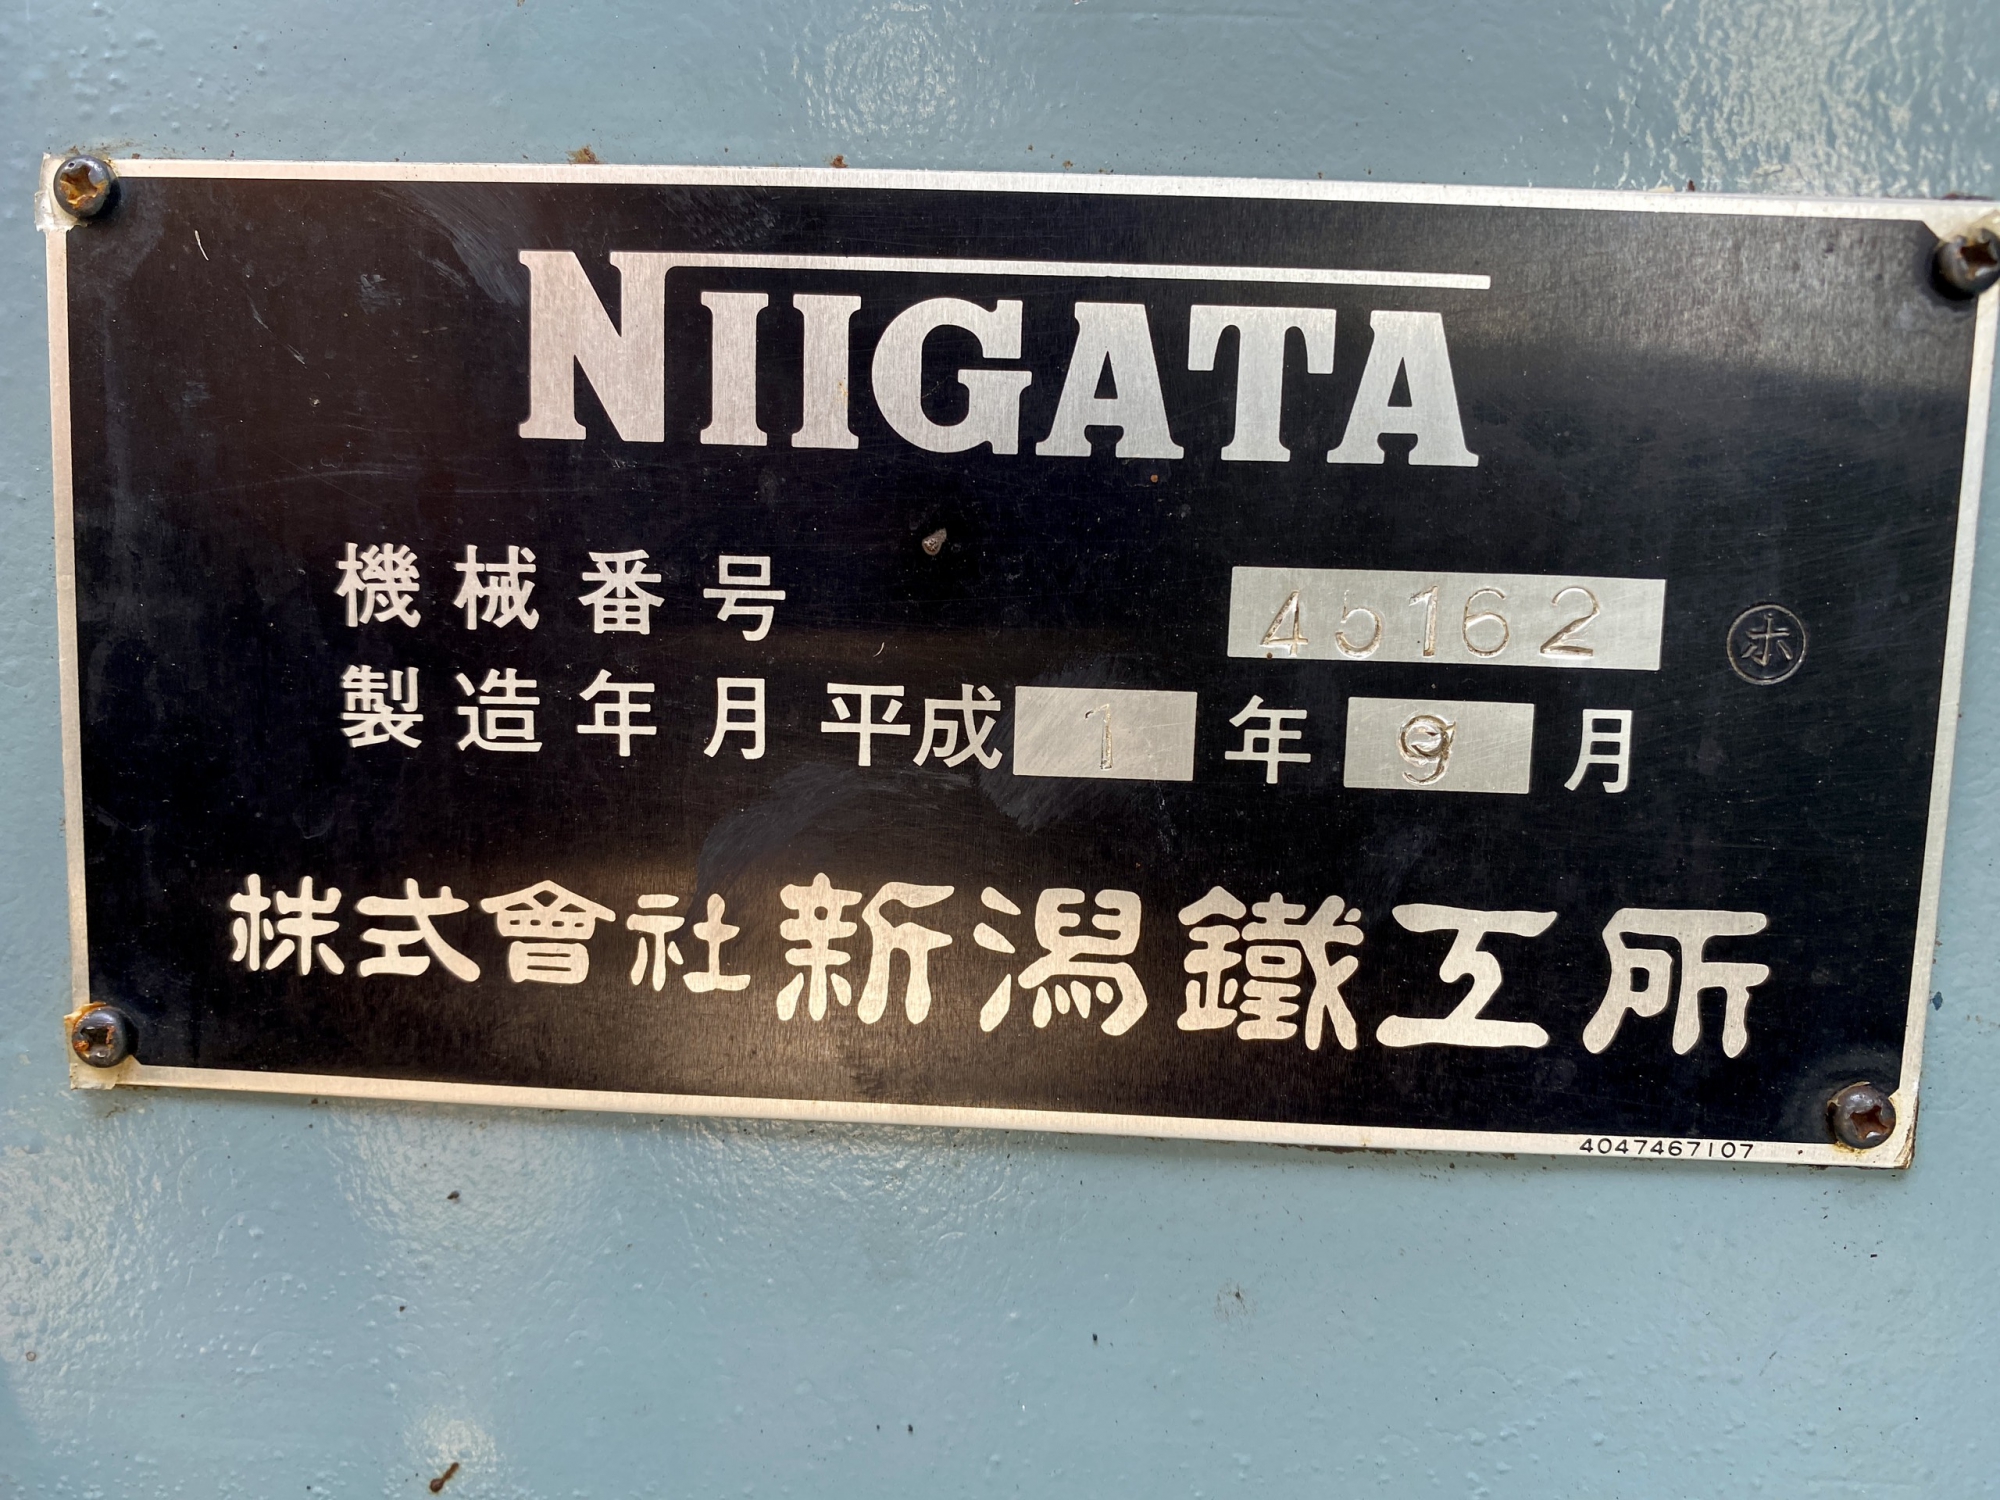 NIIGATA
機械番号 45162 ㋭
製造年月 平成 1 年 9 月
株式會社新潟鐵工所
4047467107